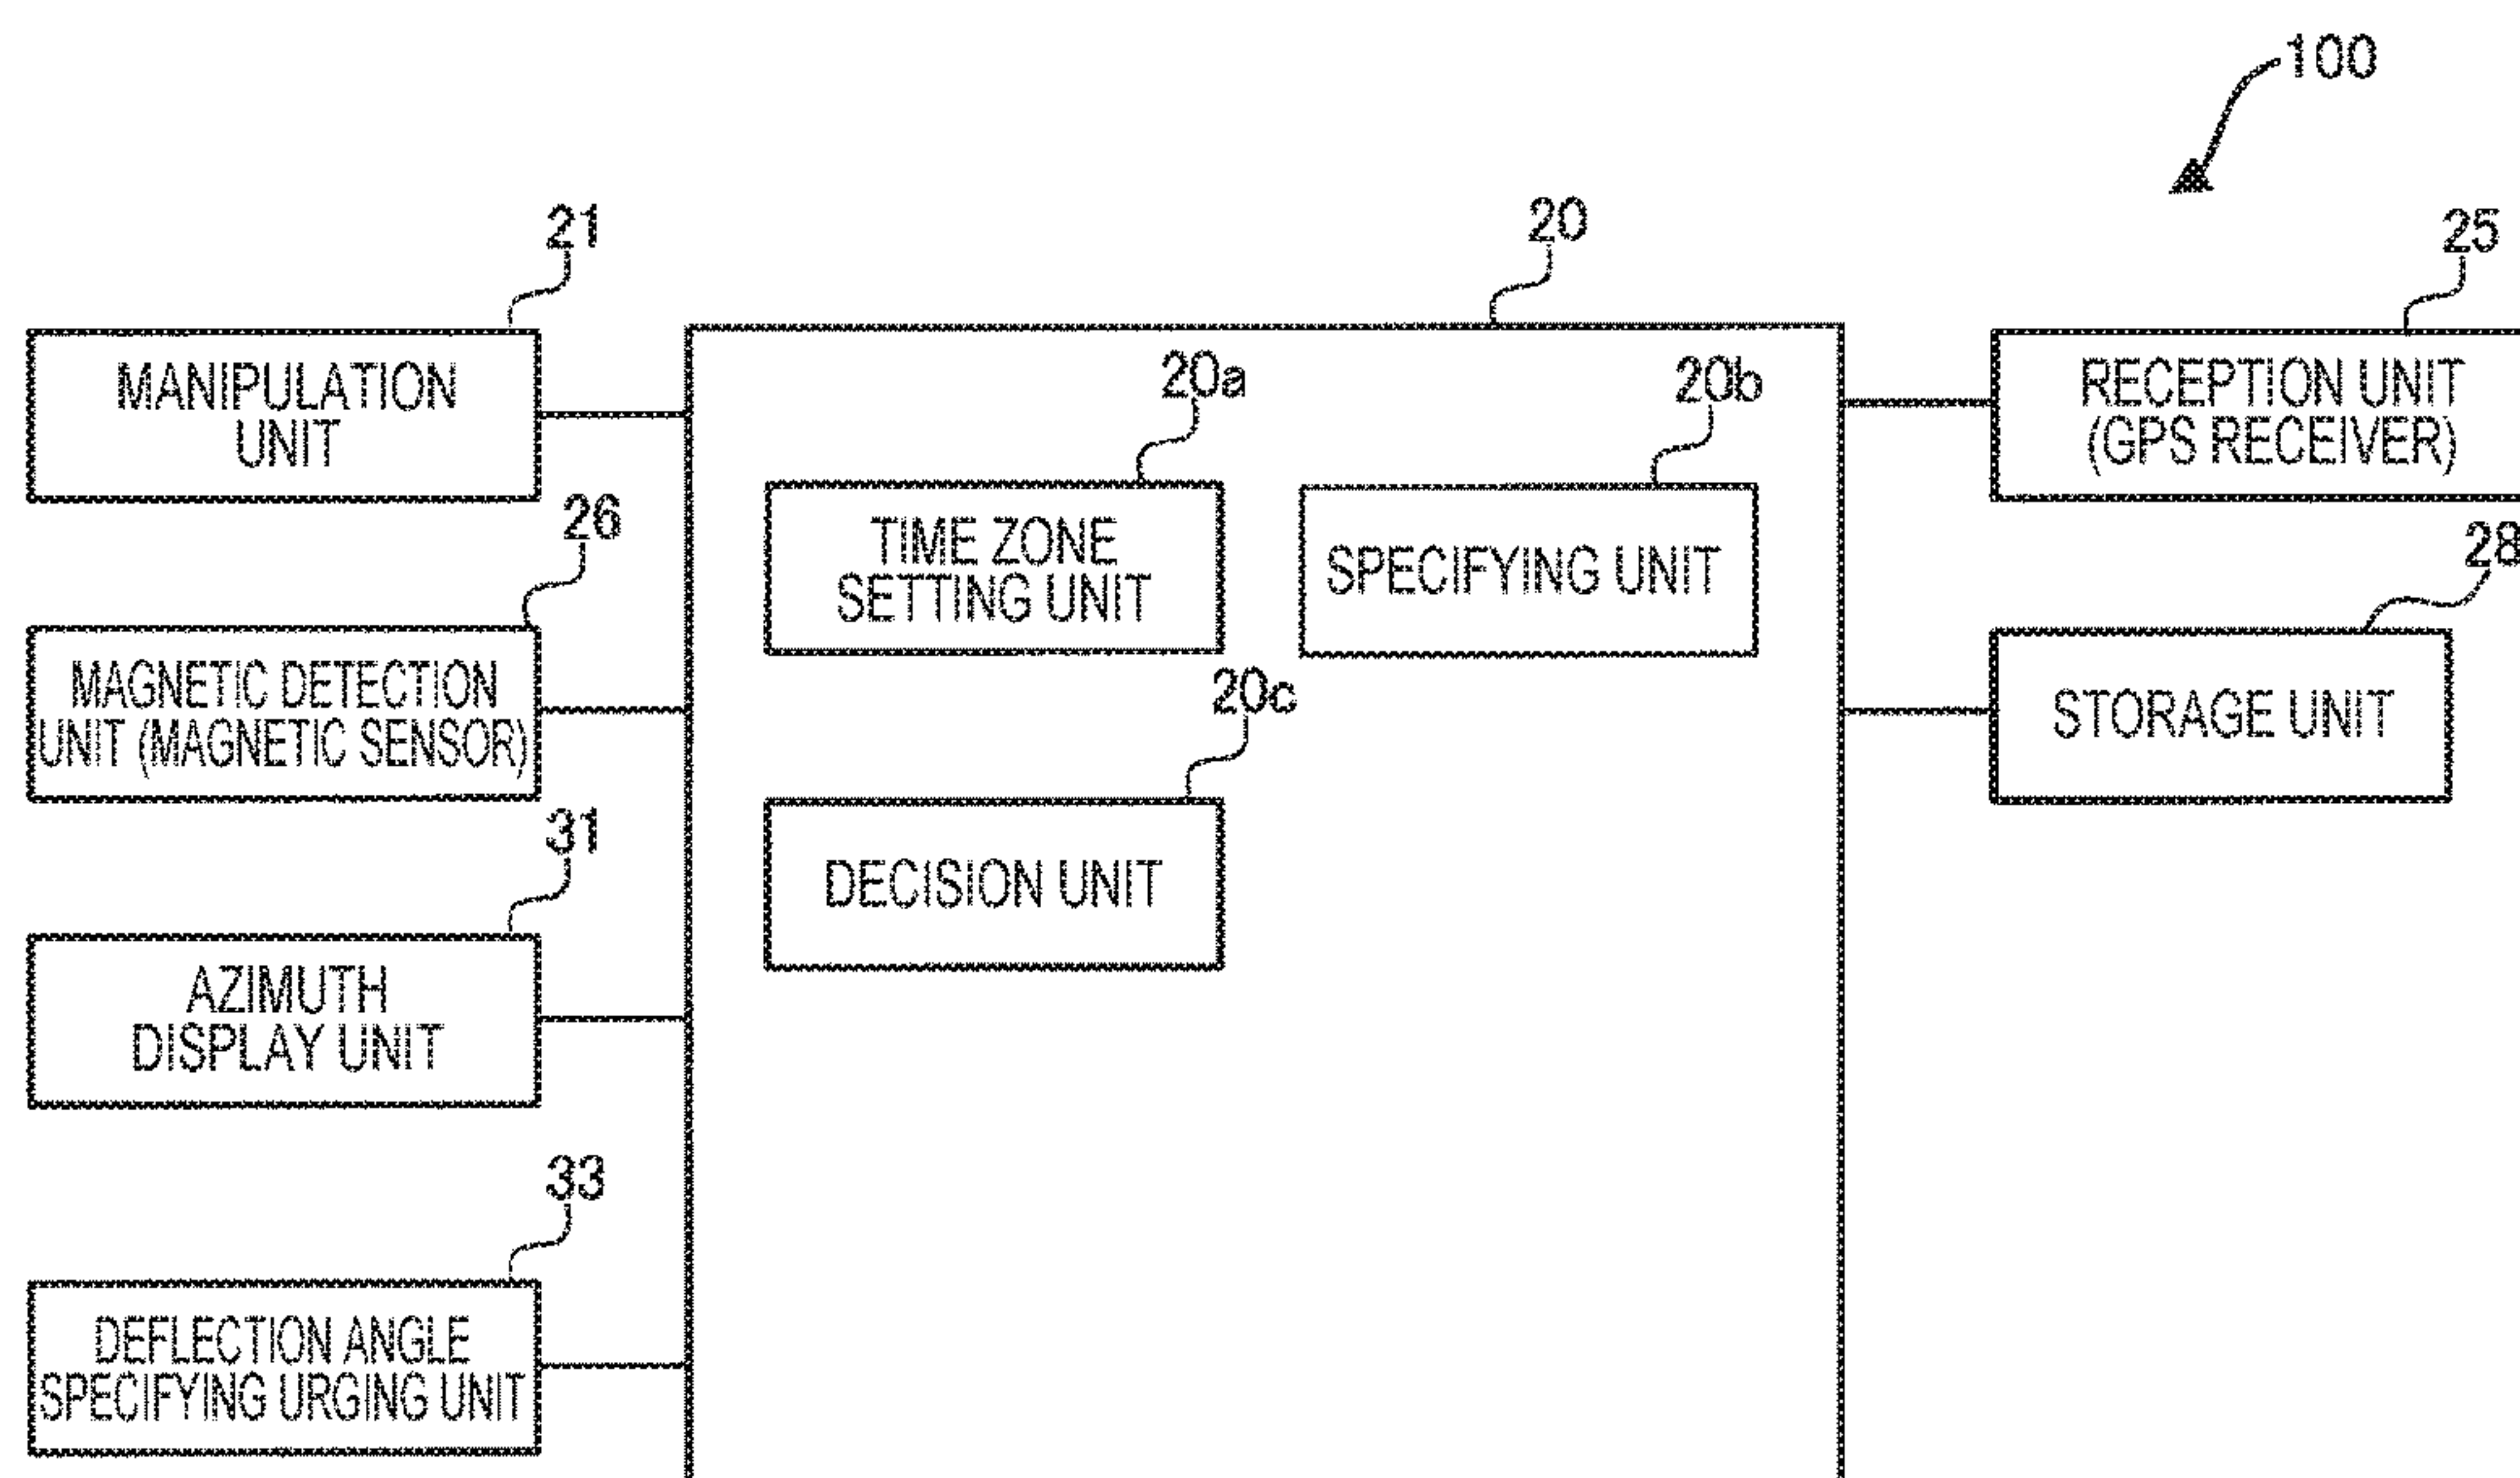 100
21
MANIPULATION
UNIT
26
MAGNETIC DETECTION
UNIT (MAGNETIC SENSOR)
31
AZIMUTH
DISPLAY UNIT
33
DEFLECTION ANGLE
SPECIFYING URGING UNIT
20
20a
TIME ZONE
SETTING UNIT
20b
SPECIFYING UNIT
20c
DECISION UNIT
25
RECEPTION UNIT
(GPS RECEIVER)
28
STORAGE UNIT